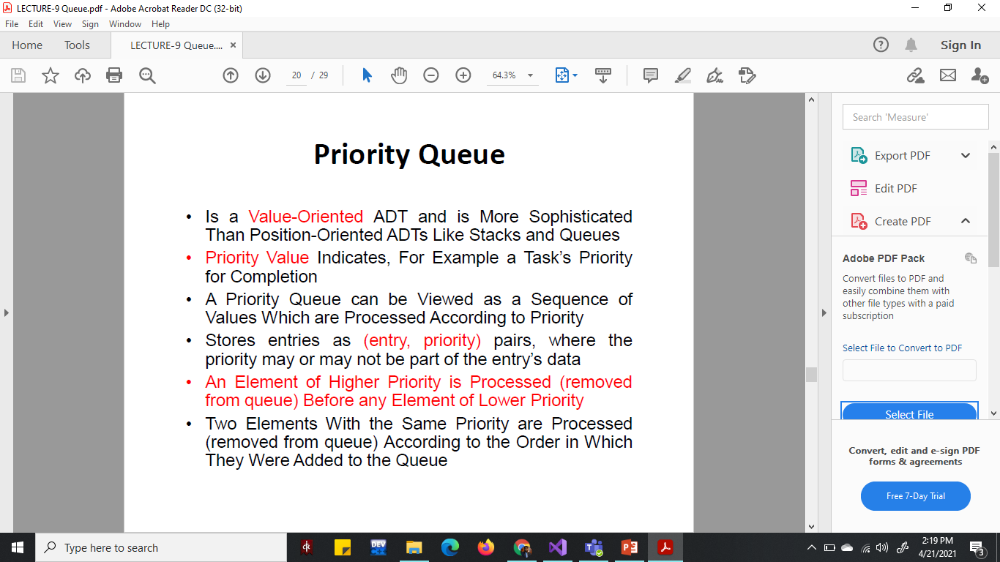 LECTURE-9 Queue.pdf - Adobe Acrobat Reader DC (32-bit)
File Edit View Sign Window Help
Home Tools LECTURE-9 Queue.... × Sign In
20 / 29 64.3%
Priority Queue
• Is a Value-Oriented ADT and is More Sophisticated
Than Position-Oriented ADTs Like Stacks and Queues
• Priority Value Indicates, For Example a Task's Priority
for Completion
• A Priority Queue can be Viewed as a Sequence of
Values Which are Processed According to Priority
• Stores entries as (entry, priority) pairs, where the
priority may or may not be part of the entry's data
• An Element of Higher Priority is Processed (removed
from queue) Before any Element of Lower Priority
• Two Elements With the Same Priority are Processed
(removed from queue) According to the Order in Which
They Were Added to the Queue
Search 'Measure'
Export PDF
Edit PDF
Create PDF
Adobe PDF Pack
Convert files to PDF and
easily combine them with
other file types with a paid
subscription
Select File to Convert to PDF
Select File
Convert, edit and e-sign PDF
forms & agreements
Free 7-Day Trial
Type here to search
DEV
2:19 PM
4/21/2021
3